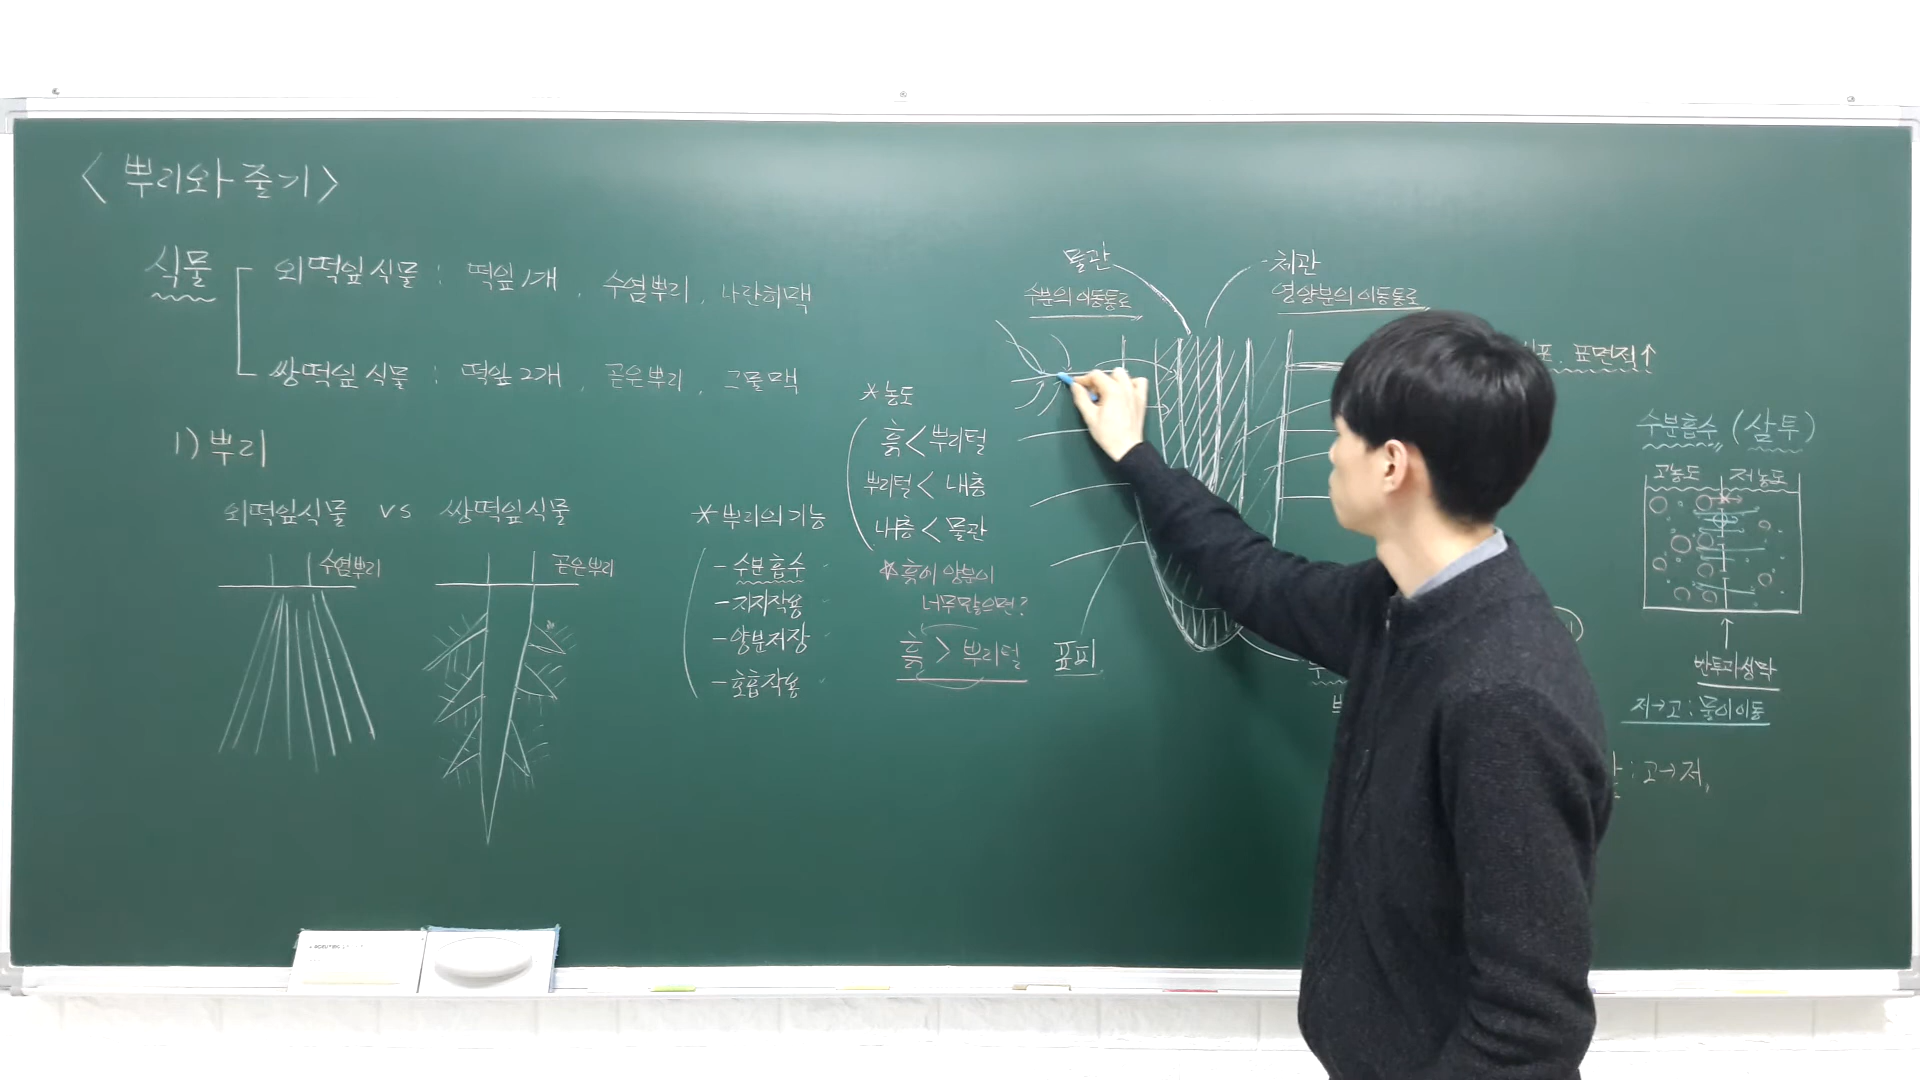 < 뿌리와 줄기 >
식물
외떡잎식물 : 떡잎 1개, 수염뿌리, 나란히맥
쌍떡잎식물 : 떡잎 2개, 곧은뿌리, 그물맥
1) 뿌리
외떡잎식물 vs 쌍떡잎식물
수염뿌리
곧은뿌리
* 뿌리의 기능
- 수분흡수
- 지지작용
- 양분저장
- 호흡작용
* 농도
흙 < 뿌리털
뿌리털 < 내층
내층 < 물관
* 흙에 양분이
너무많으면?
흙 > 뿌리털
표피
물관
수분의 이동통로
체관
영양분의 이동통로
표면적↑
수분흡수 (삼투)
고농도 저농도
반투과성막
저→고 : 물이 이동
: 고→저,